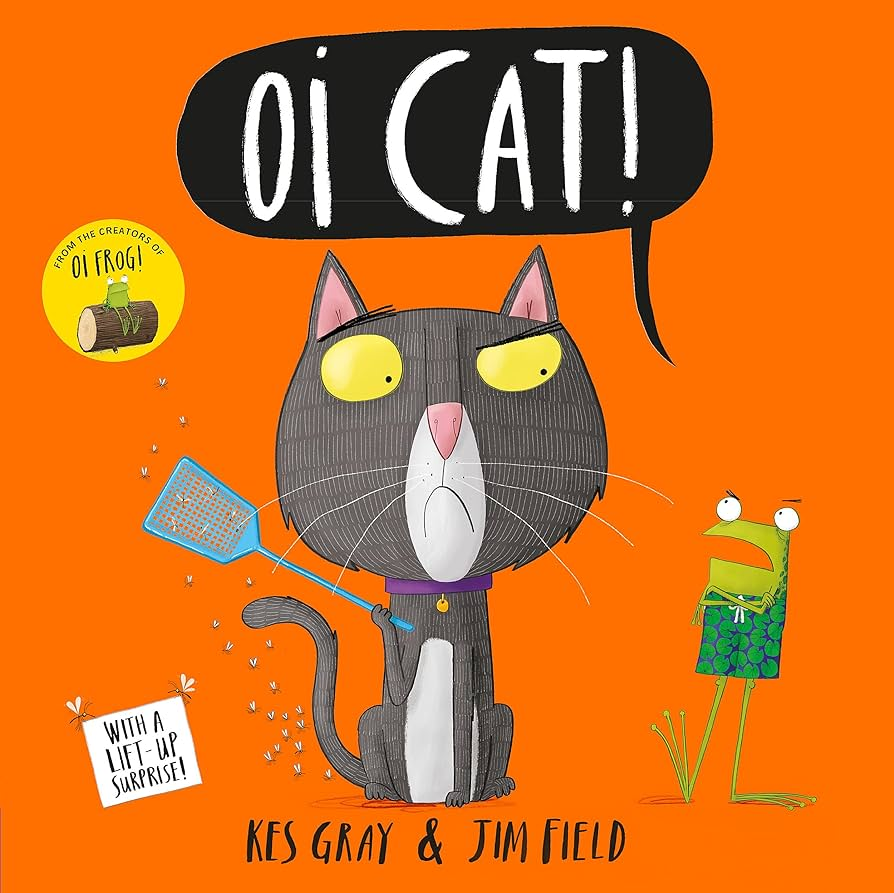 OI CAT!
FROM THE CREATORS OF
OI FROG!
WITH A
LIFT-UP
SURPRISE!
KES GRAY & JIM FIELD